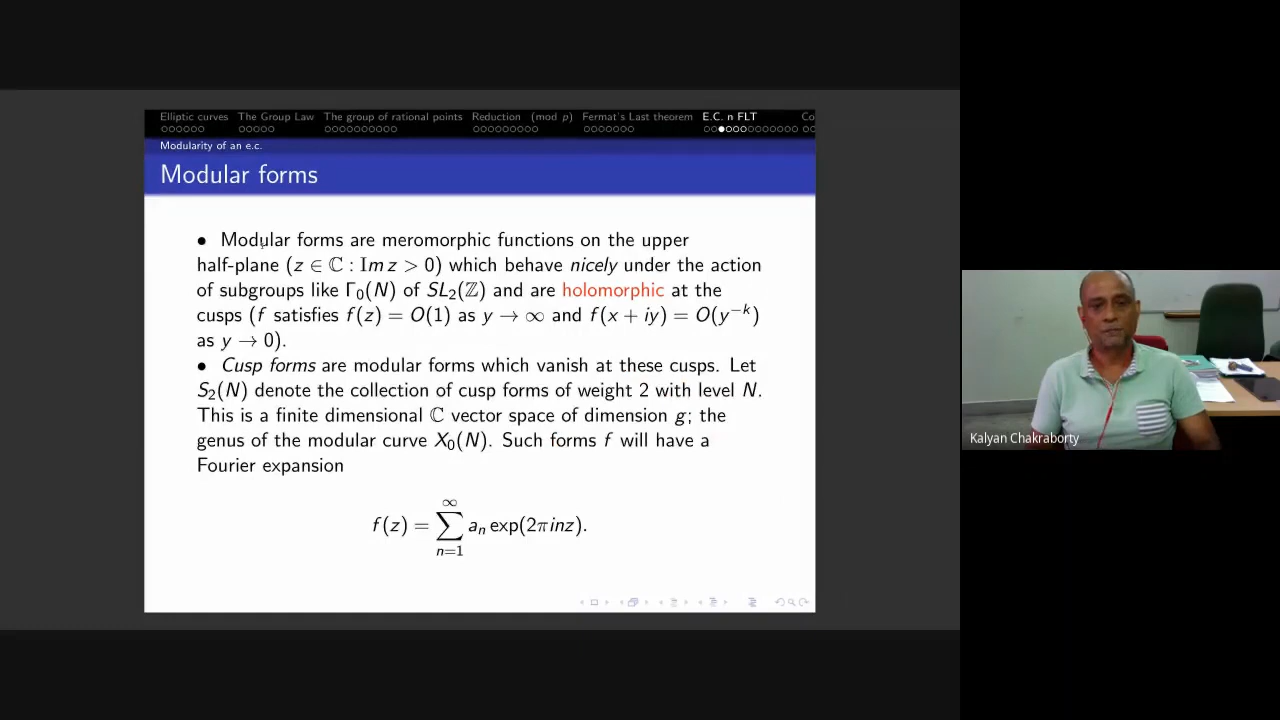 Elliptic curves The Group Law The group of rational points Reduction (mod p) Fermat's Last theorem E.C. n FLT Co
Modularity of an e.c.
Modular forms
• Modular forms are meromorphic functions on the upper
half-plane (z ∈ ℂ : Im z > 0) which behave nicely under the action
of subgroups like Γ₀(N) of SL₂(ℤ) and are holomorphic at the
cusps (f satisfies f(z) = O(1) as y → ∞ and f(x + iy) = O(y⁻ᵏ)
as y → 0).
• Cusp forms are modular forms which vanish at these cusps. Let
S₂(N) denote the collection of cusp forms of weight 2 with level N.
This is a finite dimensional ℂ vector space of dimension g; the
genus of the modular curve X₀(N). Such forms f will have a
Fourier expansion
f(z) = ∑_{n=1}^{∞} aₙ exp(2πinz).
Kalyan Chakraborty